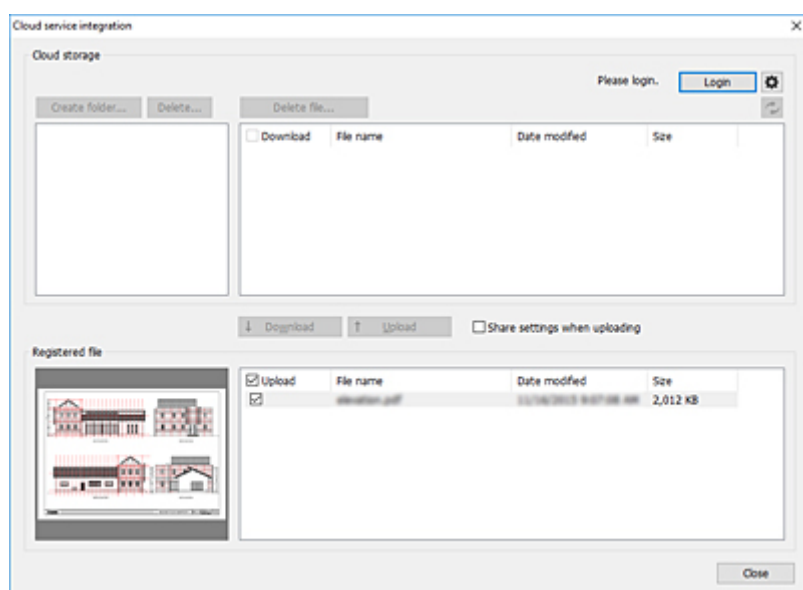 Cloud service integration
Cloud storage
Please login. Login
Create folder... Delete... Delete file...
Download File name Date modified Size
Download Upload Share settings when uploading
Registered file
Upload File name Date modified Size
2,012 KB
Close